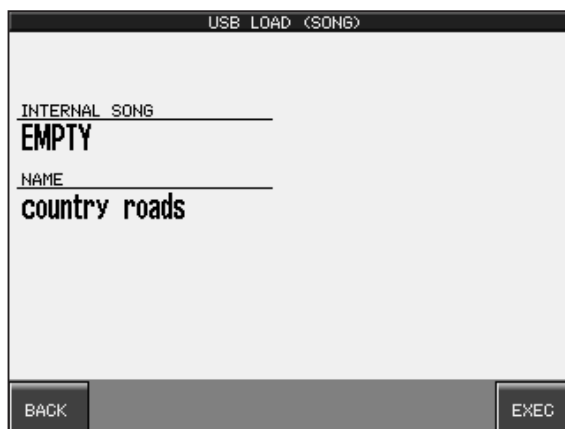 USB LOAD (SONG)
INTERNAL SONG
EMPTY
NAME
country roads
BACK
EXEC